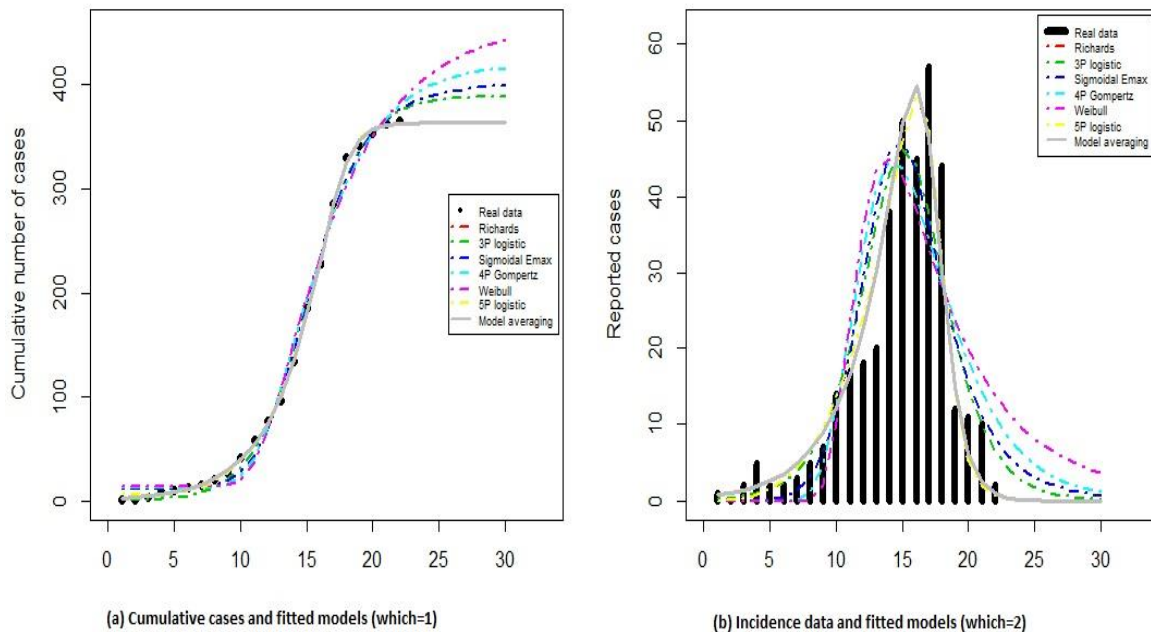 Cumulative number of cases
400
300
200
100
0
0 5 10 15 20 25 30
Real data
Richards
3P logistic
Sigmoidal Emax
4P Gompertz
Weibull
5P logistic
Model averaging
(a) Cumulative cases and fitted models (which=1)
Reported cases
60
50
40
30
20
10
0
0 5 10 15 20 25 30
Real data
Richards
3P logistic
Sigmoidal Emax
4P Gompertz
Weibull
5P logistic
Model averaging
(b) Incidence data and fitted models (which=2)